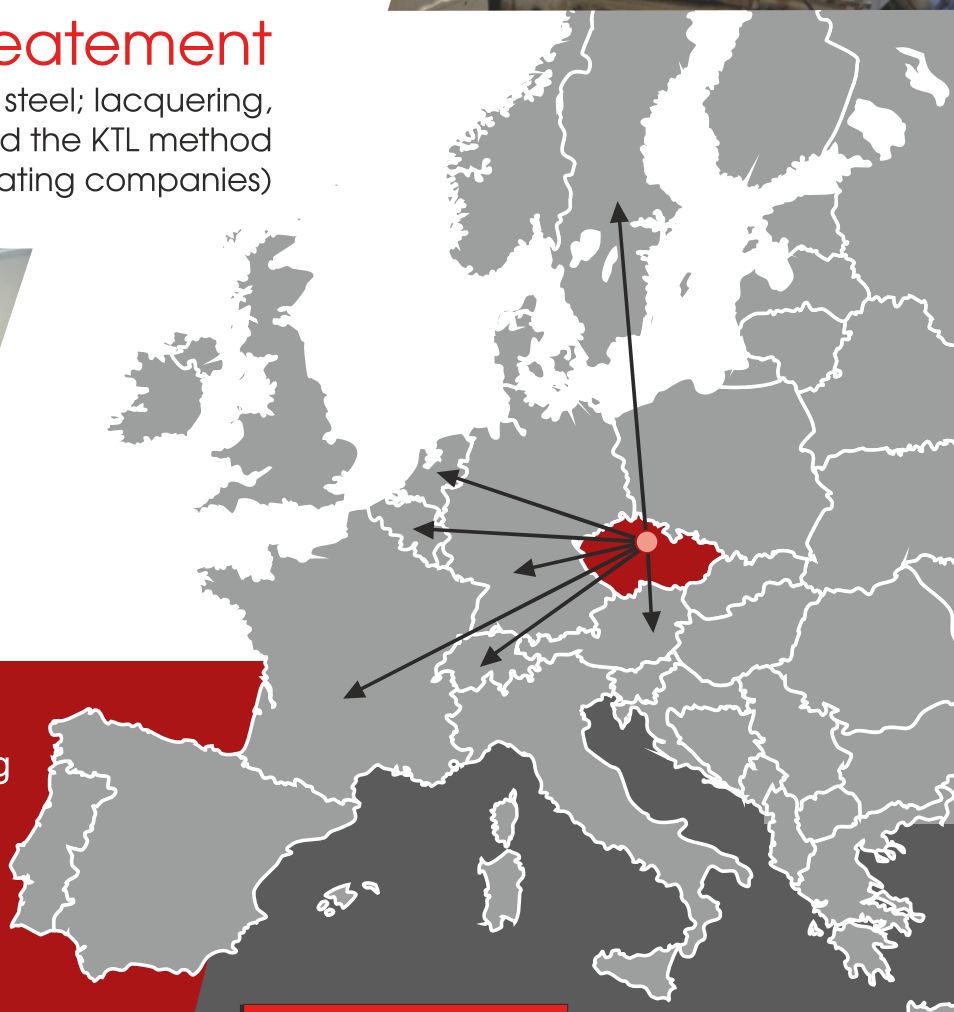 eatement
steel; lacquering,
d the KTL method
ating companies)
g